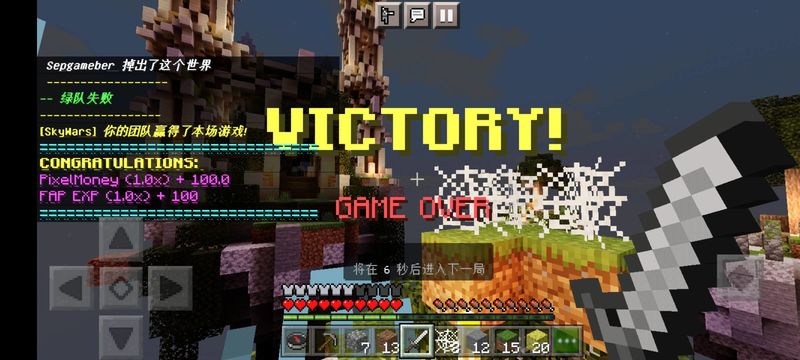 Sepgameber 掉出了这个世界
-----------------
-- 绿队失败
-----------------
[SkyWars] 你的团队赢得了本场游戏!
==============================
CONGRATULATIONS:
PixelMoney (1.0x) + 100.0
FAP EXP (1.0x) + 100
==============================
VICTORY!
GAME OVER
将在 6 秒后进入下一局
7 13 12 15 20